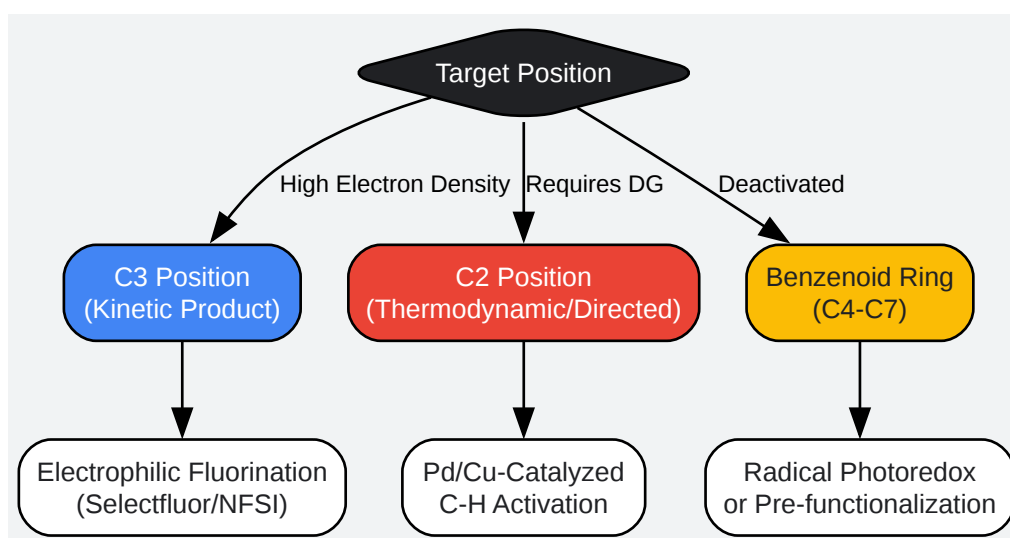 Target Position
High Electron Density
Requires DG
Deactivated
C3 Position
(Kinetic Product)
C2 Position
(Thermodynamic/Directed)
Benzenoid Ring
(C4-C7)
Electrophilic Fluorination
(Selectfluor/NFSI)
Pd/Cu-Catalyzed
C-H Activation
Radical Photoredox
or Pre-functionalization